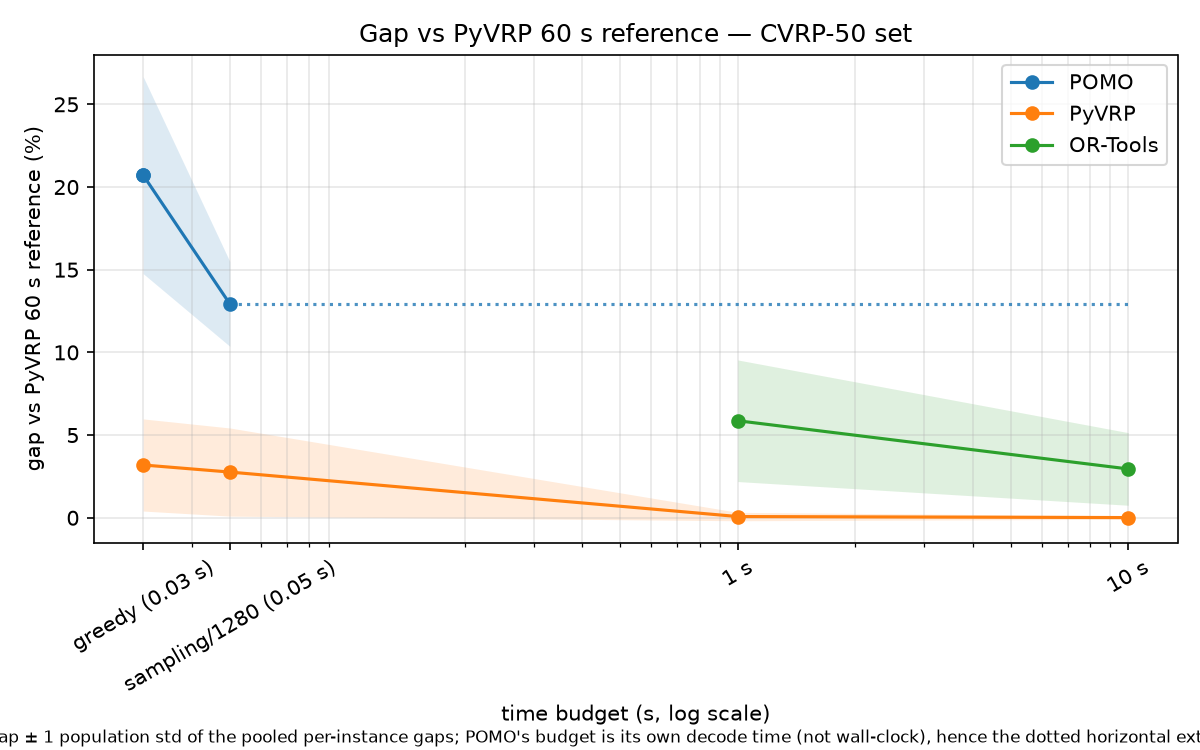 Gap vs PyVRP 60 s reference — CVRP-50 set
POMO
PyVRP
OR-Tools
gap vs PyVRP 60 s reference (%)
25
20
15
10
5
0
greedy (0.03 s)
sampling/1280 (0.05 s)
1 s
10 s
time budget (s, log scale)
± 1 population std of the pooled per-instance gaps; POMO's budget is its own decode time (not wall-clock), hence the dotted horizontal